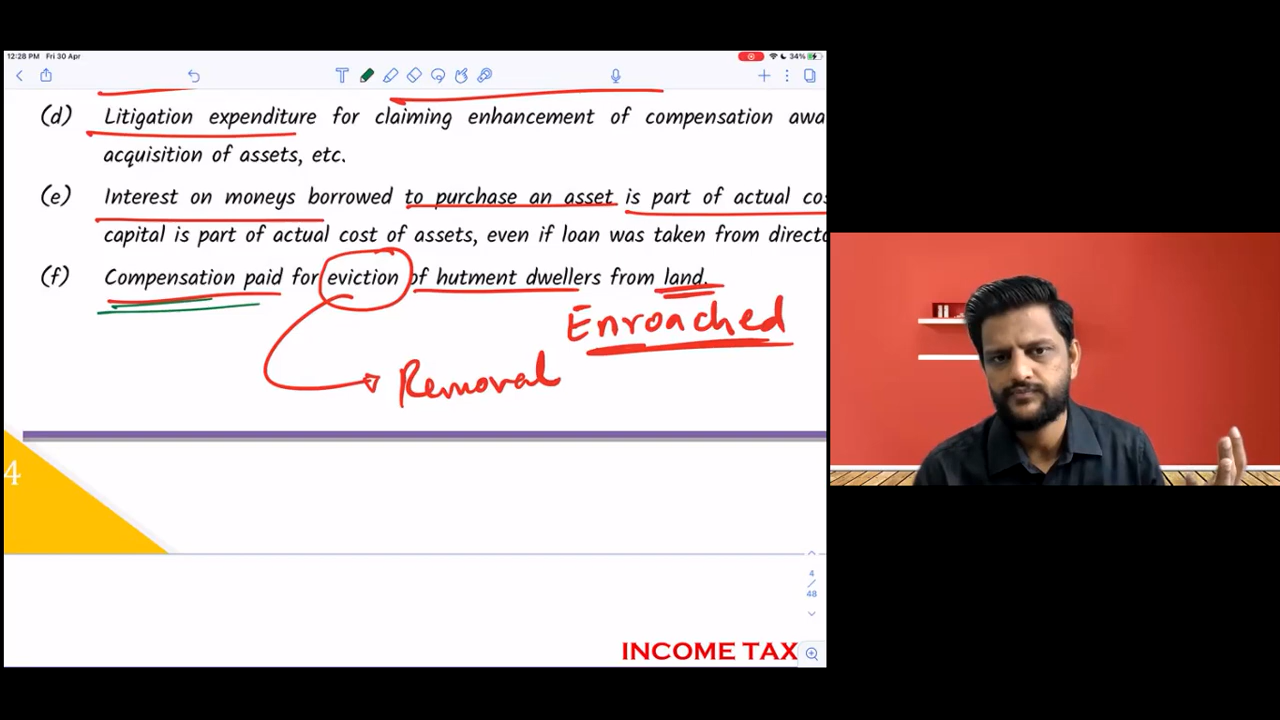 12:28 PM Fri 30 Apr
34%
(d) Litigation expenditure for claiming enhancement of compensation awa
acquisition of assets, etc.
(e) Interest on moneys borrowed to purchase an asset is part of actual cos
capital is part of actual cost of assets, even if loan was taken from directo
(f) Compensation paid for eviction of hutment dwellers from land.
Enroached
Removal
4
4
/
48
INCOME TAX